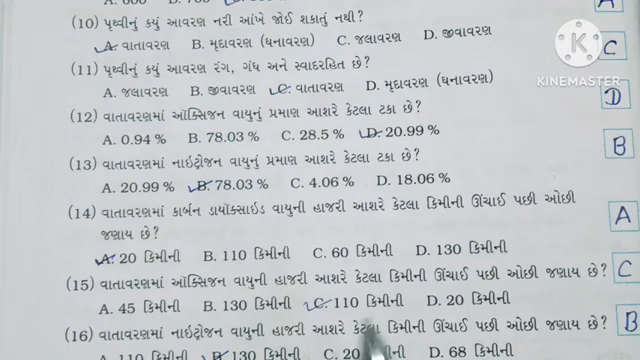 A. 600 B. 700
(10) પૃથ્વીનું કયું આવરણ નરી આંખે જોઈ શકાતું નથી? A
A. વાતાવરણ B. મૃદાવરણ (ઘનાવરણ) C. જલાવરણ D. જીવાવરણ
(11) પૃથ્વીનું કયું આવરણ રંગ, ગંધ અને સ્વાદરહિત છે? C
A. જલાવરણ B. જીવાવરણ C. વાતાવરણ D. મૃદાવરણ (ઘનાવરણ)
KINEMASTER
(12) વાતાવરણમાં ઑક્સિજન વાયુનું પ્રમાણ આશરે કેટલા ટકા છે? D
A. 0.94 % B. 78.03 % C. 28.5 % D. 20.99 %
(13) વાતાવરણમાં નાઇટ્રોજન વાયુનું પ્રમાણ આશરે કેટલા ટકા છે? B
A. 20.99 % B. 78.03 % C. 4.06 % D. 18.06 %
(14) વાતાવરણમાં કાર્બન ડાયૉક્સાઇડ વાયુની હાજરી આશરે કેટલા કિમીની ઊંચાઈ પછી ઓછી
જણાય છે? A
A. 20 કિમીની B. 110 કિમીની C. 60 કિમીની D. 130 કિમીની
(15) વાતાવરણમાં ઑક્સિજન વાયુની હાજરી આશરે કેટલા કિમીની ઊંચાઈ પછી ઓછી જણાય છે? C
A. 45 કિમીની B. 130 કિમીની C. 110 કિમીની D. 20 કિમીની
(16) વાતાવરણમાં નાઇટ્રોજન વાયુની હાજરી આશરે કેટલા કિમીની ઊંચાઈ પછી ઓછી જણાય છે? B
A. 110 કિમીની B. 130 કિમીની C. 20 D. 68 કિમીની